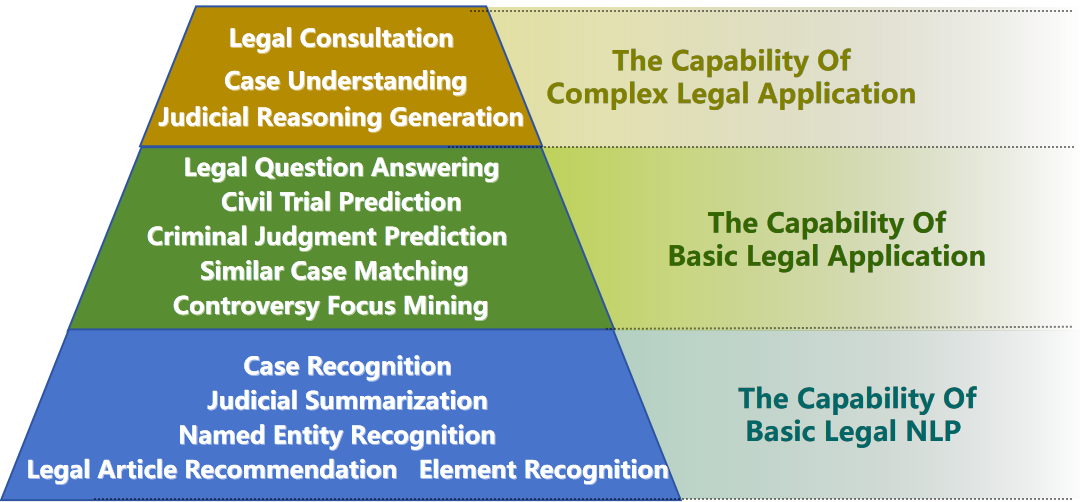 Legal Consultation
Case Understanding
Judicial Reasoning Generation
The Capability Of
Complex Legal Application
Legal Question Answering
Civil Trial Prediction
Criminal Judgment Prediction
Similar Case Matching
Controversy Focus Mining
The Capability Of
Basic Legal Application
Case Recognition
Judicial Summarization
Named Entity Recognition
Legal Article Recommendation Element Recognition
The Capability Of
Basic Legal NLP